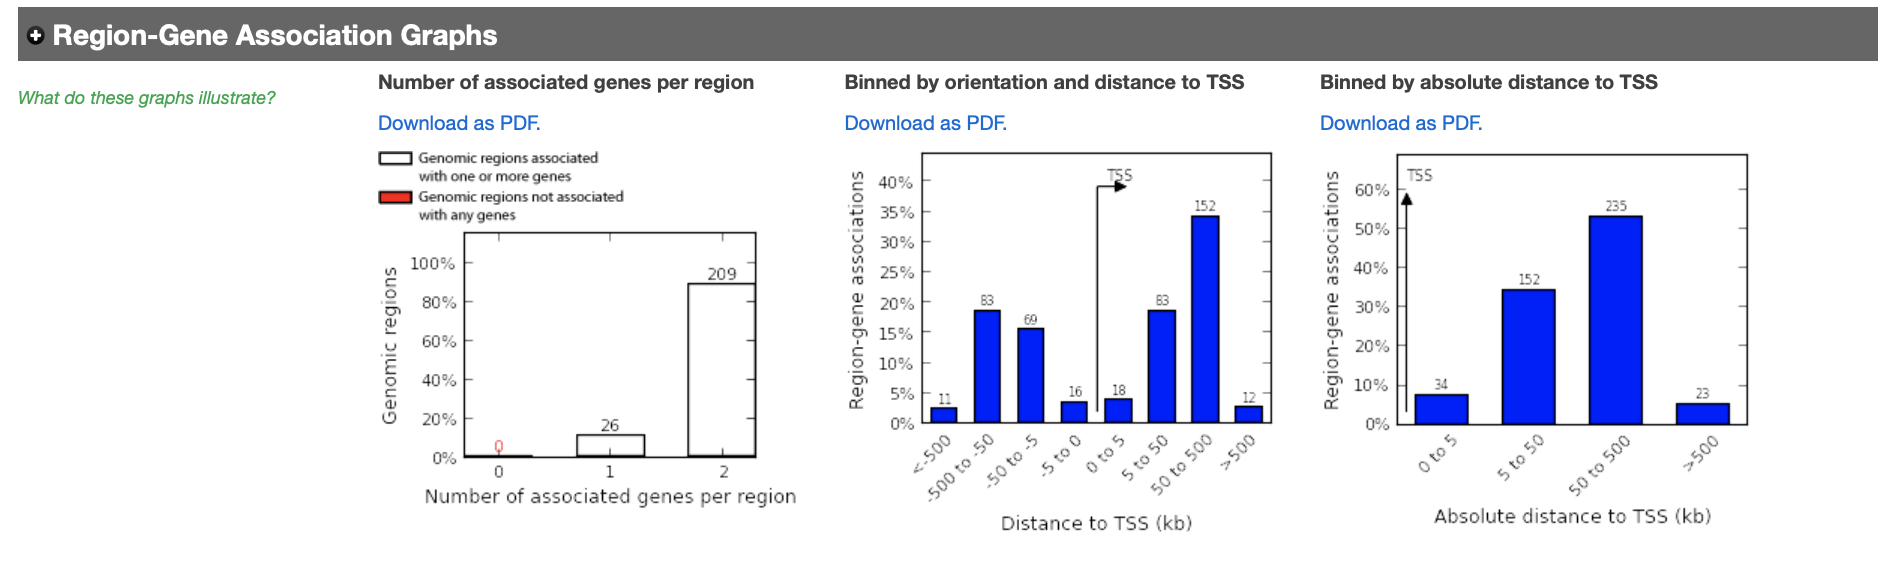 Region-Gene Association Graphs
What do these graphs illustrate?
Number of associated genes per region
Download as PDF.
Genomic regions associated
with one or more genes
Genomic regions not associated
with any genes
Genomic regions
100%
80%
60%
40%
20%
0%
0
26
209
0
1
2
Number of associated genes per region
Binned by orientation and distance to TSS
Download as PDF.
Region-gene associations
40%
35%
30%
25%
20%
15%
10%
5%
0%
TSS
11
83
69
16
18
83
152
12
<-500
-500 to -50
-50 to -5
-5 to 0
0 to 5
5 to 50
50 to 500
>500
Distance to TSS (kb)
Binned by absolute distance to TSS
Download as PDF.
Region-gene associations
60%
50%
40%
30%
20%
10%
0%
TSS
34
152
235
23
0 to 5
5 to 50
50 to 500
>500
Absolute distance to TSS (kb)